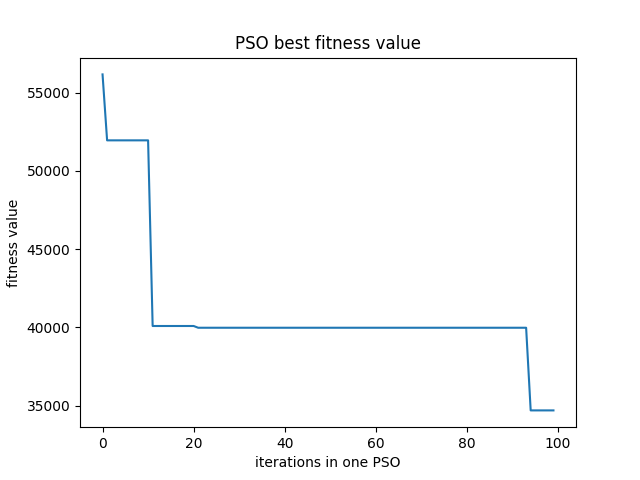 PSO best fitness value
55000
50000
45000
40000
35000
fitness value
0 20 40 60 80 100
iterations in one PSO